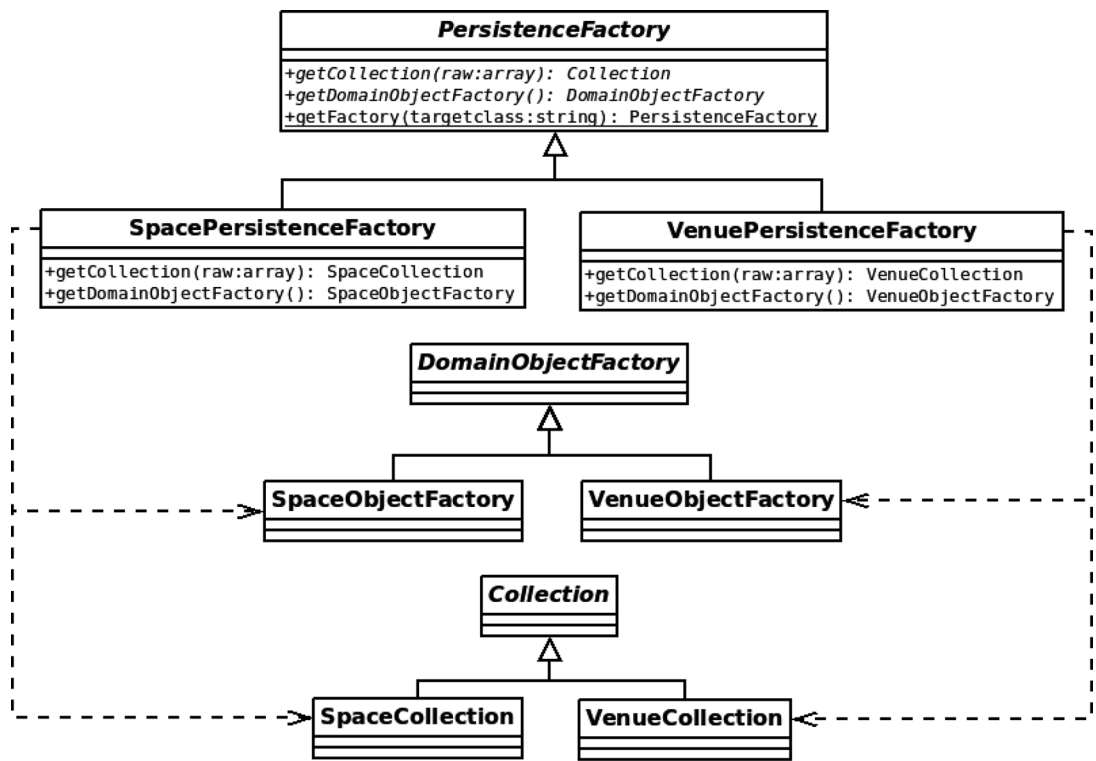 PersistenceFactory
+getCollection(raw:array): Collection
+getDomainObjectFactory(): DomainObjectFactory
+getFactory(targetclass:string): PersistenceFactory
SpacePersistenceFactory
+getCollection(raw:array): SpaceCollection
+getDomainObjectFactory(): SpaceObjectFactory
VenuePersistenceFactory
+getCollection(raw:array): VenueCollection
+getDomainObjectFactory(): VenueObjectFactory
DomainObjectFactory
SpaceObjectFactory
VenueObjectFactory
Collection
SpaceCollection
VenueCollection